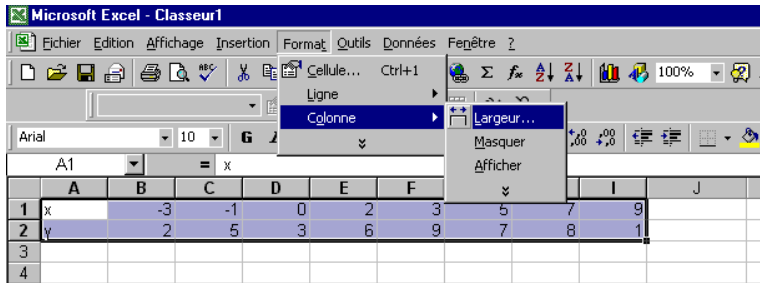 Microsoft Excel - Classeur1
Fichier Edition Affichage Insertion Format Outils Données Fenêtre ?
ABC Σ fx 100%
Cellule... Ctrl+1
Ligne
Colonne
Largeur...
Masquer
Afficher
Arial 10 G
A1 = x
A B C D E F I J
1 x -3 -1 0 2 3 5 7 9
2 y 2 5 3 6 9 7 8 1
3
4